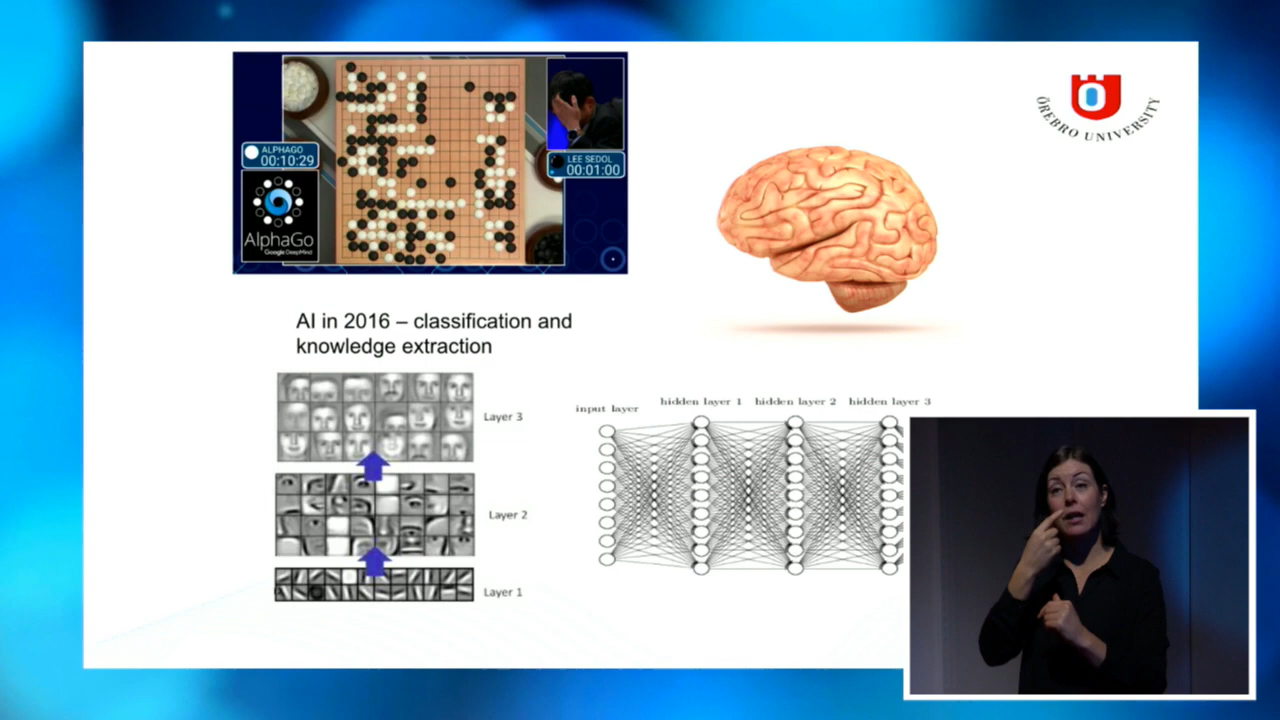 ALPHAGO
00:10:29
AlphaGo
Google DeepMind
LEE SEDOL
00:01:00
ÖREBRO UNIVERSITY
AI in 2016 – classification and
knowledge extraction
Layer 3
Layer 2
Layer 1
input layer
hidden layer 1
hidden layer 2
hidden layer 3